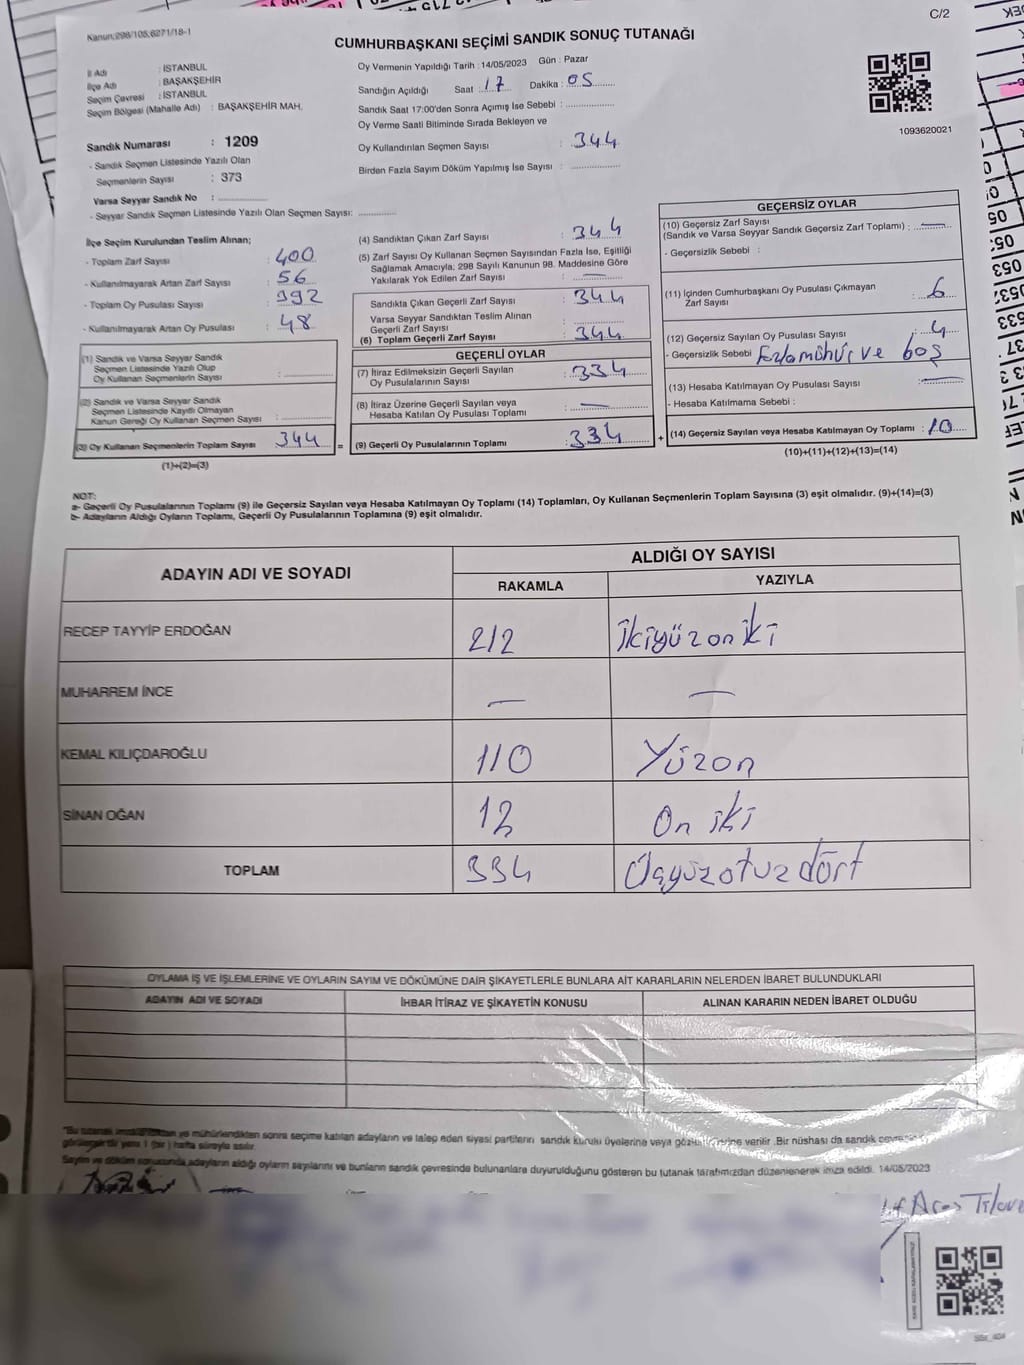 Kanun:298/105,6271/18-1
C/2
CUMHURBAŞKANI SEÇİMİ SANDIK SONUÇ TUTANAĞI
İl Adı : İSTANBUL
İlçe Adı : BAŞAKŞEHİR
Seçim Çevresi : İSTANBUL
Seçim Bölgesi (Mahalle Adı) : BAŞAKŞEHİR MAH.
Sandık Numarası : 1209
- Sandık Seçmen Listesinde Yazılı Olan
Seçmenlerin Sayısı : 373
Varsa Seyyar Sandık No :
- Seyyar Sandık Seçmen Listesinde Yazılı Olan Seçmen Sayısı:
Oy Vermenin Yapıldığı Tarih : 14/05/2023 Gün : Pazar
Sandığın Açıldığı Saat : 17 Dakika : 05
Sandık Saat 17:00'den Sonra Açımış İse Sebebi :
Oy Verme Saati Bitiminde Sırada Bekleyen ve
Oy Kullandırılan Seçmen Sayısı : 344
Birden Fazla Sayım Döküm Yapılmış İse Sayısı :
1093620021
İlçe Seçim Kurulundan Teslim Alınan;
- Toplam Zarf Sayısı : 400
- Kullanılmayarak Artan Zarf Sayısı : 56
- Toplam Oy Pusulası Sayısı : 392
- Kullanılmayarak Artan Oy Pusulası : 48
(1) Sandık ve Varsa Seyyar Sandık
Seçmen Listesinde Yazılı Olup
Oy Kullanan Seçmenlerin Sayısı :
(2) Sandık ve Varsa Seyyar Sandık
Seçmen Listesinde Kayıtlı Olmayan
Kanun Gereği Oy Kullanan Seçmen Sayısı :
(3) Oy Kullanan Seçmenlerin Toplam Sayısı : 344
(1)+(2)=(3)
(4) Sandıktan Çıkan Zarf Sayısı : 344
(5) Zarf Sayısı Oy Kullanan Seçmen Sayısından Fazla İse, Eşitliği
Sağlamak Amacıyla; 298 Sayılı Kanunun 98. Maddesine Göre
Yakılarak Yok Edilen Zarf Sayısı : —
Sandıkta Çıkan Geçerli Zarf Sayısı : 344
Varsa Seyyar Sandıktan Teslim Alınan
Geçerli Zarf Sayısı :
(6) Toplam Geçerli Zarf Sayısı : 344
GEÇERLİ OYLAR
(7) İtiraz Edilmeksizin Geçerli Sayılan
Oy Pusulalarının Sayısı : 334
(8) İtiraz Üzerine Geçerli Sayılan veya
Hesaba Katılan Oy Pusulası Toplamı : —
= (9) Geçerli Oy Pusulalarının Toplamı : 334
GEÇERSİZ OYLAR
(10) Geçersiz Zarf Sayısı
(Sandık ve Varsa Seyyar Sandık Geçersiz Zarf Toplamı) : —
- Geçersizlik Sebebi :
(11) İçinden Cumhurbaşkanı Oy Pusulası Çıkmayan
Zarf Sayısı : 6
(12) Geçersiz Sayılan Oy Pusulası Sayısı : 4
- Geçersizlik Sebebi : Fazla mühür ve boş
(13) Hesaba Katılmayan Oy Pusulası Sayısı : —
- Hesaba Katılmama Sebebi :
+ (14) Geçersiz Sayılan veya Hesaba Katılmayan Oy Toplamı : 10
(10)+(11)+(12)+(13)=(14)
NOT:
a- Geçerli Oy Pusulalarının Toplamı (9) ile Geçersiz Sayılan veya Hesaba Katılmayan Oy Toplamı (14) Toplamları, Oy Kullanan Seçmenlerin Toplam Sayısına (3) eşit olmalıdır. (9)+(14)=(3)
b- Adayların Aldığı Oyların Toplamı, Geçerli Oy Pusulalarının Toplamına (9) eşit olmalıdır.
ADAYIN ADI VE SOYADI ALDIĞI OY SAYISI
RAKAMLA YAZIYLA
RECEP TAYYİP ERDOĞAN 212 ikiyüz on iki
MUHARREM İNCE — —
KEMAL KILIÇDAROĞLU 110 Yüzon
SİNAN OĞAN 12 On iki
TOPLAM 334 Üçyüzotuz dört
OYLAMA İŞ VE İŞLEMLERİNE VE OYLARIN SAYIM VE DÖKÜMÜNE DAİR ŞİKAYETLERLE BUNLARA AİT KARARLARIN NELERDEN İBARET BULUNDUKLARI
ADAYIN ADI VE SOYADI İHBAR İTİRAZ VE ŞİKAYETİN KONUSU ALINAN KARARIN NEDEN İBARET OLDUĞU
"Bu tutanak ve mühürlendikten sonra seçime katılan adayların ve talep eden siyasi partilerin sandık kurulu üyelerine veya verilir. Bir nüshası da sandık
(bir) hafta süreyle asılır.
Sayım ve döküm sonucunda adayların aldığı oyların sayılarını ve bunların sandık çevresinde bulunanlara duyurulduğunu gösteren bu tutanak tarafımızdan düzenlenerek imza edildi. 14/05/2023